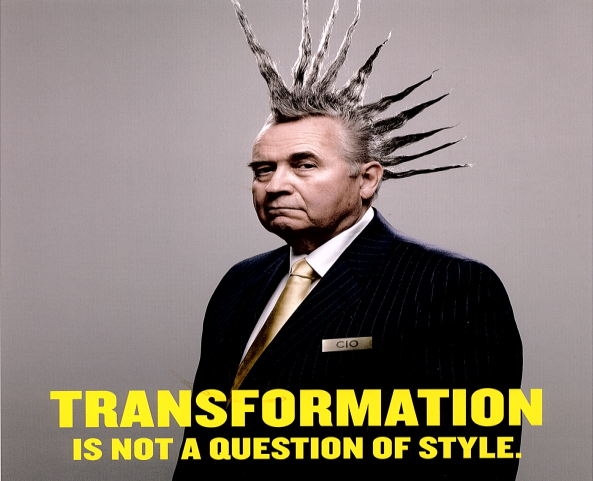 CIO
TRANSFORMATION
IS NOT A QUESTION OF STYLE.